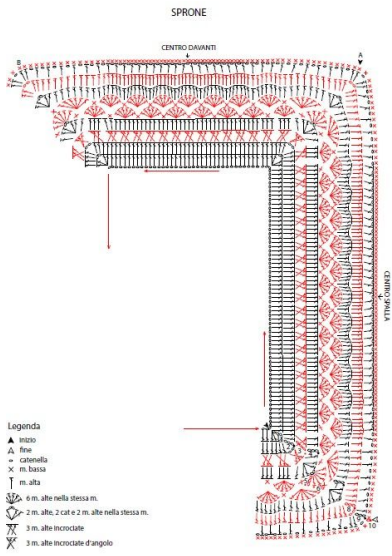 SPRONE
CENTRO DAVANTI
B
A
CENTRO SPALLA
Legenda
inizio
fine
catenella
m. bassa
m. alta
6 m. alte nella stessa m.
2 m. alte, 2 cat e 2 m. alte nella stessa m.
3 m. alte incrociate
3 m. alte incrociate d'angolo
10